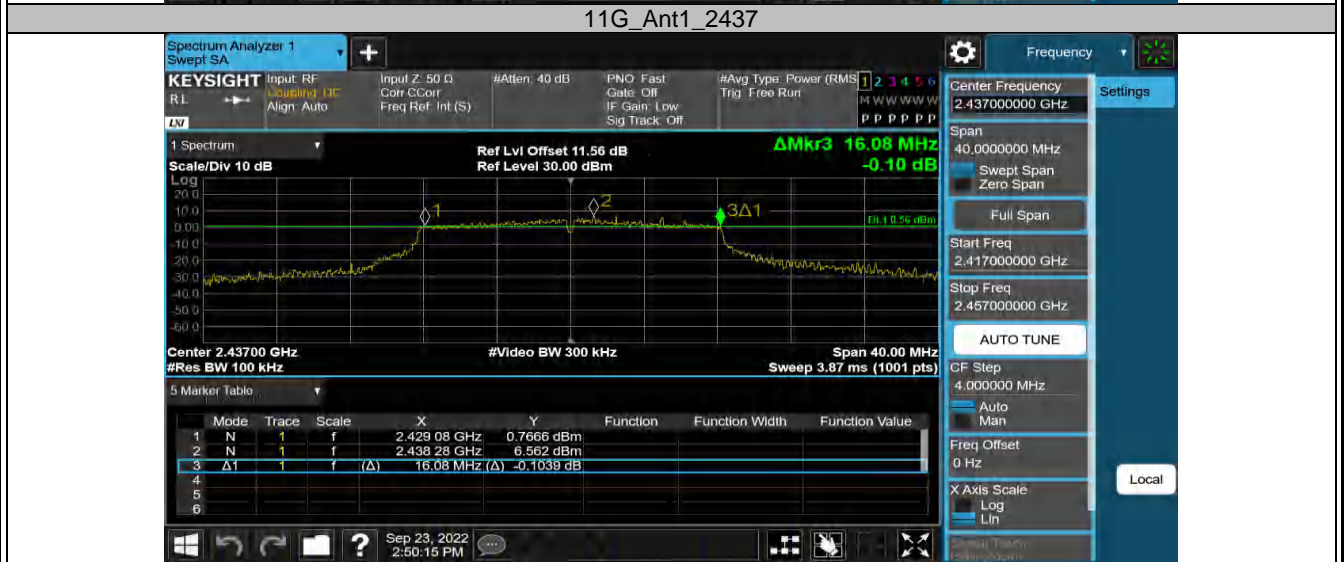 11G_Ant1_2437
Spectrum Analyzer 1
Swept SA
+
Frequency
KEYSIGHT
RL
LXI
Input: RF
Coupling: DC
Align: Auto
Input Z: 50 Ω
Corr CCorr
Freq Ref: Int (S)
#Atten: 40 dB
PNO: Fast
Gate: Off
IF Gain: Low
Sig Track: Off
#Avg Type: Power (RMS
Trig: Free Run
1 2 3 4 5 6
M W W W W W
P P P P P P
Center Frequency
2.437000000 GHz
Settings
Span
40.0000000 MHz
Swept Span
Zero Span
Full Span
Start Freq
2.417000000 GHz
Stop Freq
2.457000000 GHz
AUTO TUNE
CF Step
4.000000 MHz
Auto
Man
Freq Offset
0 Hz
X Axis Scale
Log
Lin
Local
1 Spectrum
Scale/Div 10 dB
Ref Lvl Offset 11.56 dB
Ref Level 30.00 dBm
ΔMkr3 16.08 MHz
-0.10 dB
Log
20.0
10.0
0.00
-10.0
-20.0
-30.0
-40.0
-50.0
-60.0
1
2
3Δ1
DL1 0.56 dBm
Center 2.43700 GHz
#Video BW 300 kHz
Span 40.00 MHz
#Res BW 100 kHz
Sweep 3.87 ms (1001 pts)
5 Marker Table
Mode Trace Scale X Y Function Function Width Function Value
1 N 1 f 2.429 08 GHz 0.7666 dBm
2 N 1 f 2.438 28 GHz 6.562 dBm
3 Δ1 1 f (Δ) 16.08 MHz (Δ) -0.1039 dB
4
5
6
?
Sep 23, 2022
2:50:15 PM